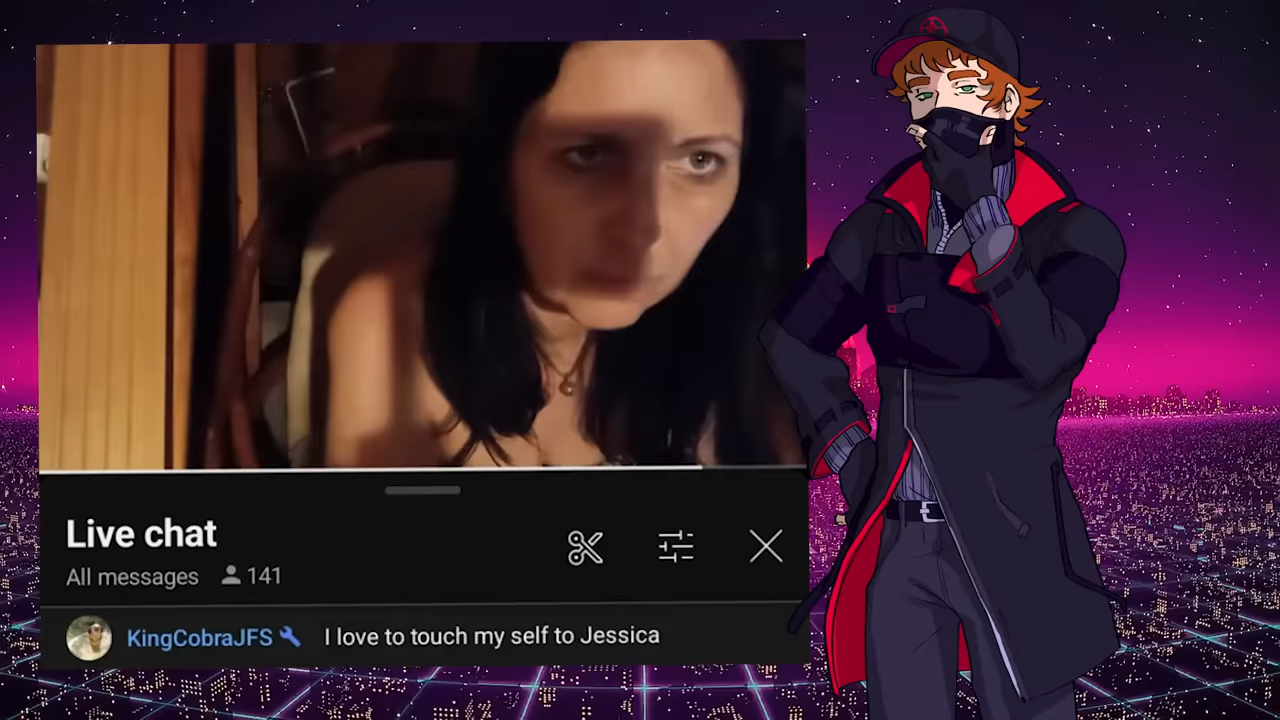 Live chat
All messages 141
KingCobraJFS I love to touch my self to Jessica